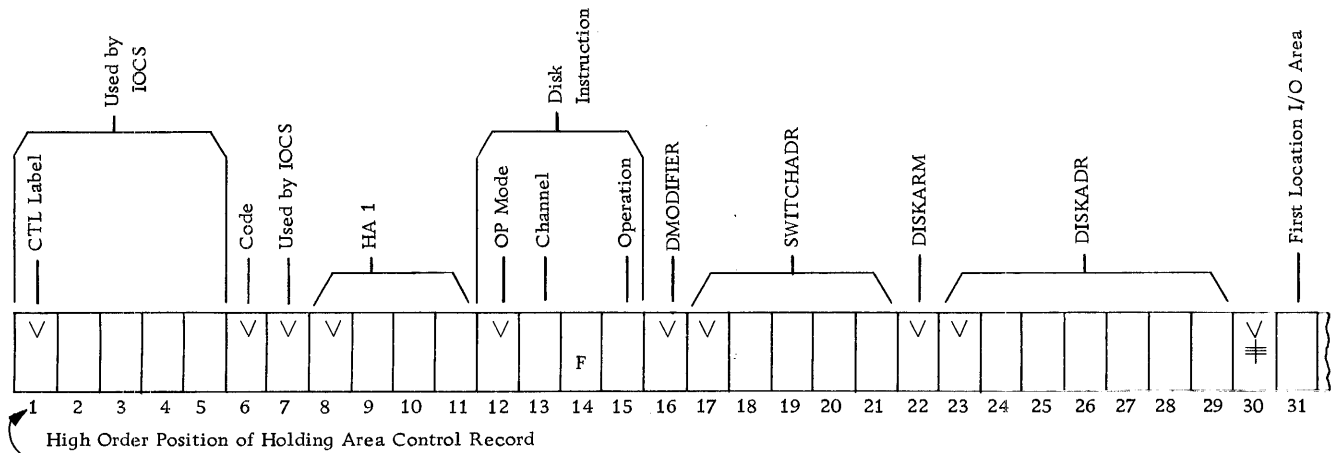 Used by
IOCS
CTL Label
Code
Used by IOCS
HA 1
Disk
Instruction
OP Mode
Channel
Operation
DMODIFIER
SWITCHADR
DISKARM
DISKADR
First Location I/O Area
F
1 2 3 4 5 6 7 8 9 10 11 12 13 14 15 16 17 18 19 20 21 22 23 24 25 26 27 28 29 30 31
High Order Position of Holding Area Control Record